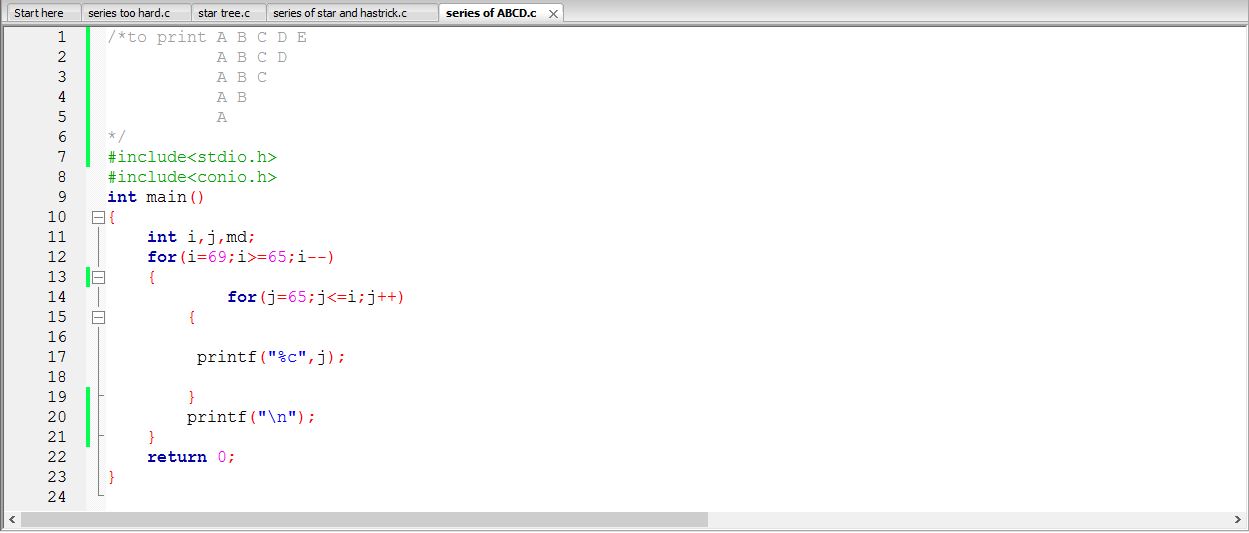 Start here series too hard.c star tree.c series of star and hastrick.c series of ABCD.c
1 /*to print A B C D E
2 A B C D
3 A B C
4 A B
5 A
6 */
7 #include<stdio.h>
8 #include<conio.h>
9 int main()
10 {
11 int i,j,md;
12 for(i=69;i>=65;i--)
13 {
14 for(j=65;j<=i;j++)
15 {
16
17 printf("%c",j);
18
19 }
20 printf("\n");
21 }
22 return 0;
23 }
24